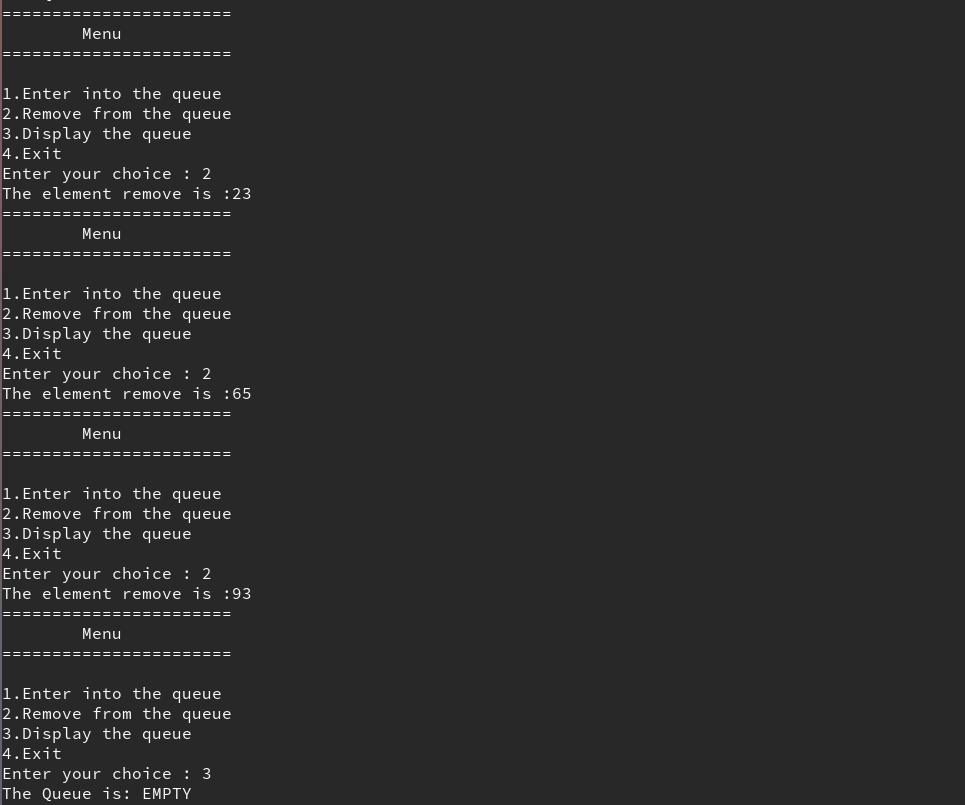 =======================
        Menu
=======================

1.Enter into the queue
2.Remove from the queue
3.Display the queue
4.Exit
Enter your choice : 2
The element remove is :23
=======================
        Menu
=======================

1.Enter into the queue
2.Remove from the queue
3.Display the queue
4.Exit
Enter your choice : 2
The element remove is :65
=======================
        Menu
=======================

1.Enter into the queue
2.Remove from the queue
3.Display the queue
4.Exit
Enter your choice : 2
The element remove is :93
=======================
        Menu
=======================

1.Enter into the queue
2.Remove from the queue
3.Display the queue
4.Exit
Enter your choice : 3
The Queue is: EMPTY